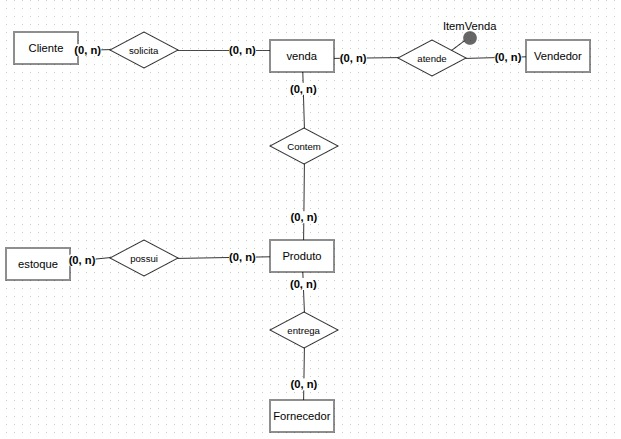 ItemVenda
Cliente (0, n) solicita (0, n) venda (0, n) atende (0, n) Vendedor
(0, n)
Contem
(0, n)
estoque (0, n) possui (0, n) Produto
(0, n)
entrega
(0, n)
Fornecedor